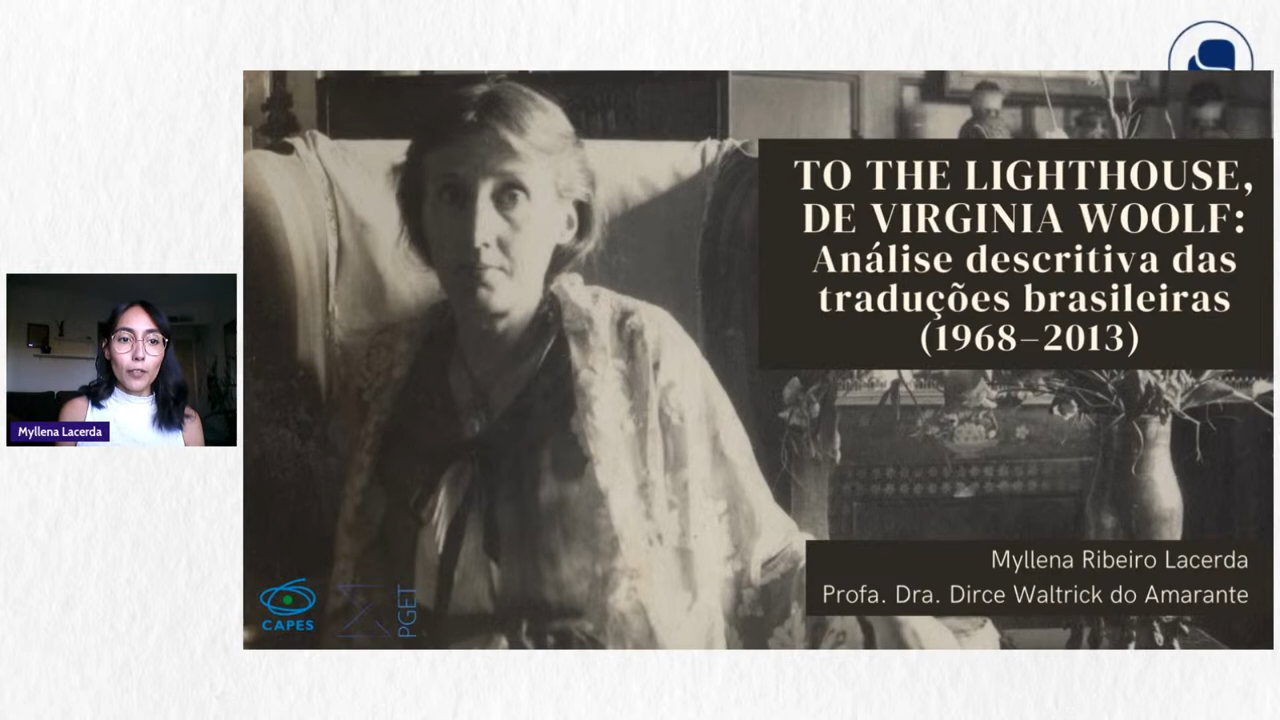 TO THE LIGHTHOUSE,
DE VIRGINIA WOOLF:
Análise descritiva das
traduções brasileiras
(1968–2013)
Myllena Lacerda
Myllena Ribeiro Lacerda
Profa. Dra. Dirce Waltrick do Amarante
CAPES
PGET